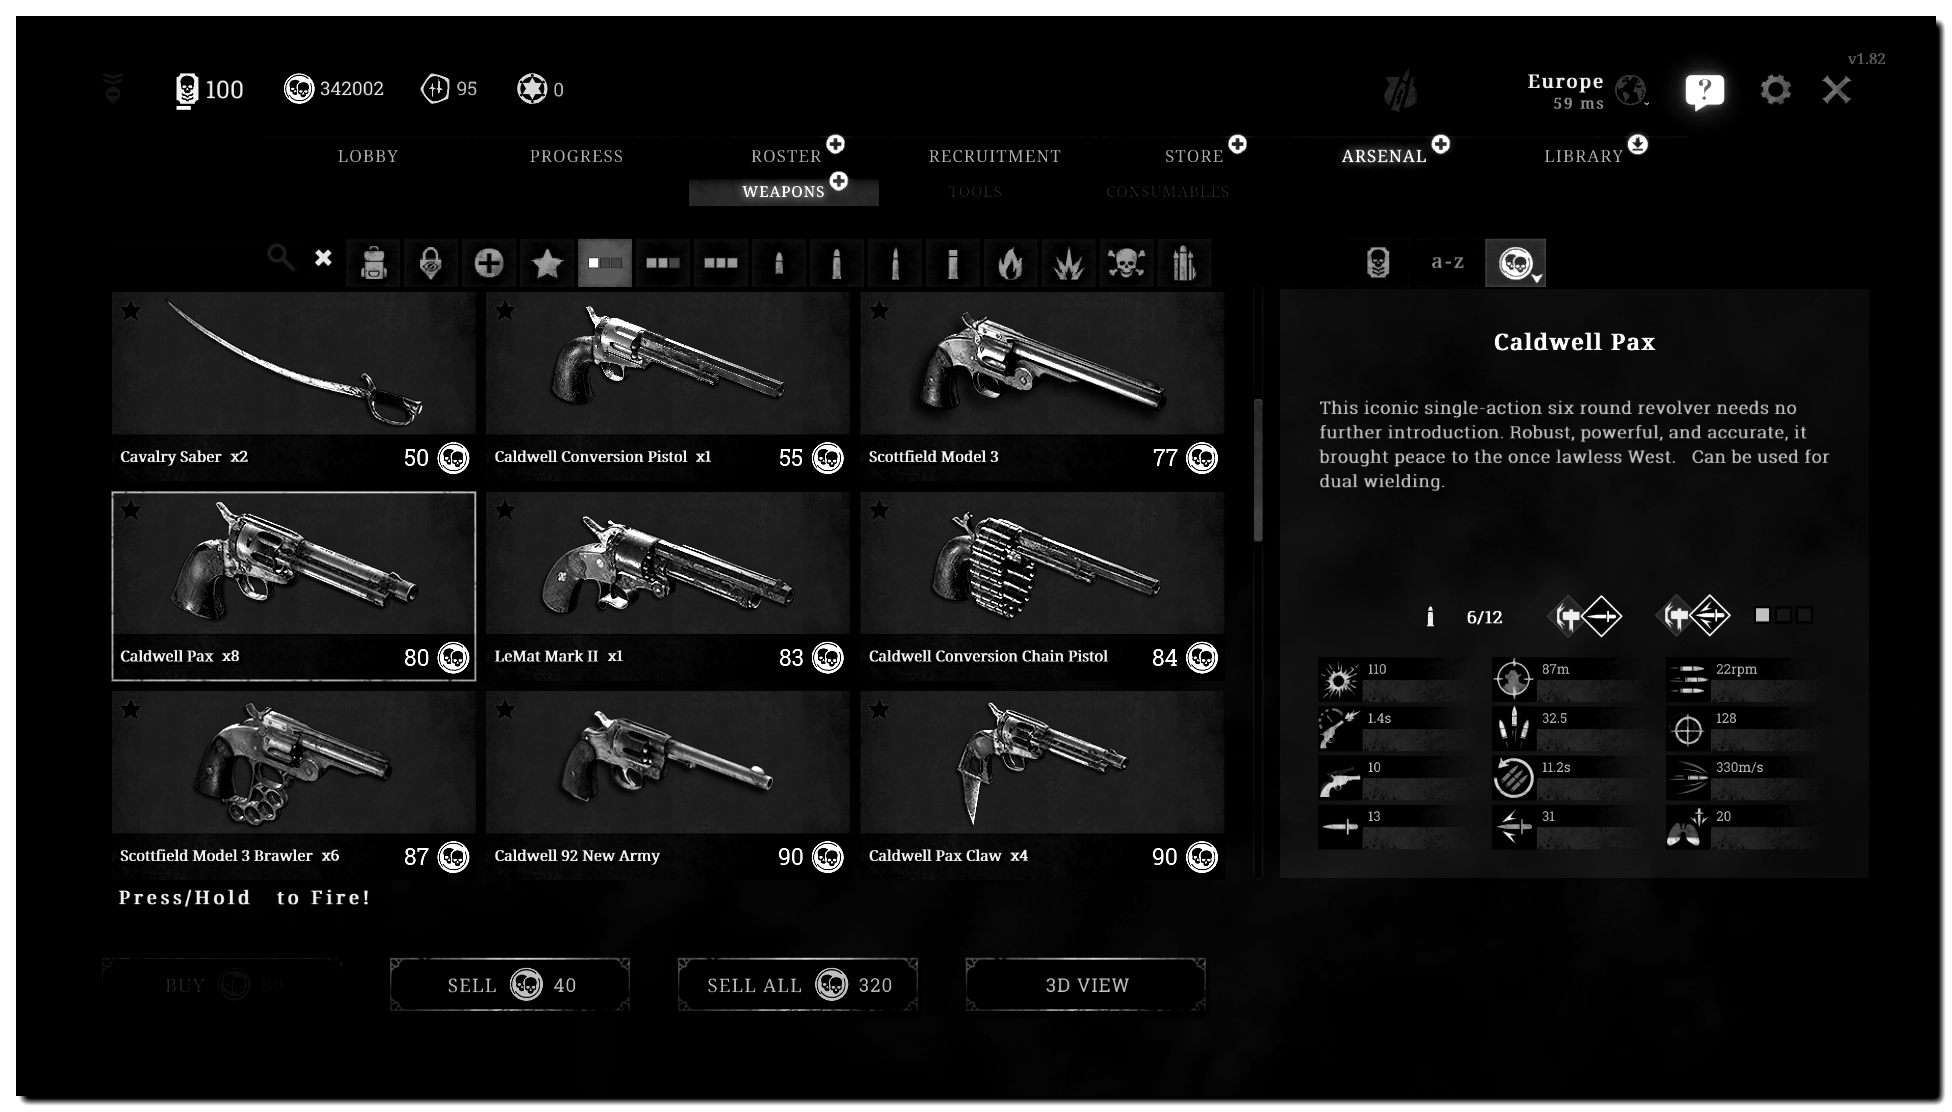 v1.82
100
342002
95
0
Europe
59 ms
?
LOBBY
PROGRESS
ROSTER
RECRUITMENT
STORE
ARSENAL
LIBRARY
WEAPONS
TOOLS
CONSUMABLES
a-z
Cavalry Saber x2
50
Caldwell Conversion Pistol x1
55
Scottfield Model 3
77
Caldwell Pax x8
80
LeMat Mark II x1
83
Caldwell Conversion Chain Pistol
84
Scottfield Model 3 Brawler x6
87
Caldwell 92 New Army
90
Caldwell Pax Claw x4
90
Caldwell Pax
This iconic single-action six round revolver needs no
further introduction. Robust, powerful, and accurate, it
brought peace to the once lawless West. Can be used for
dual wielding.
6/12
110
87m
22rpm
1.4s
32.5
128
10
11.2s
330m/s
13
31
20
Press/Hold to Fire!
BUY 80
SELL 40
SELL ALL 320
3D VIEW